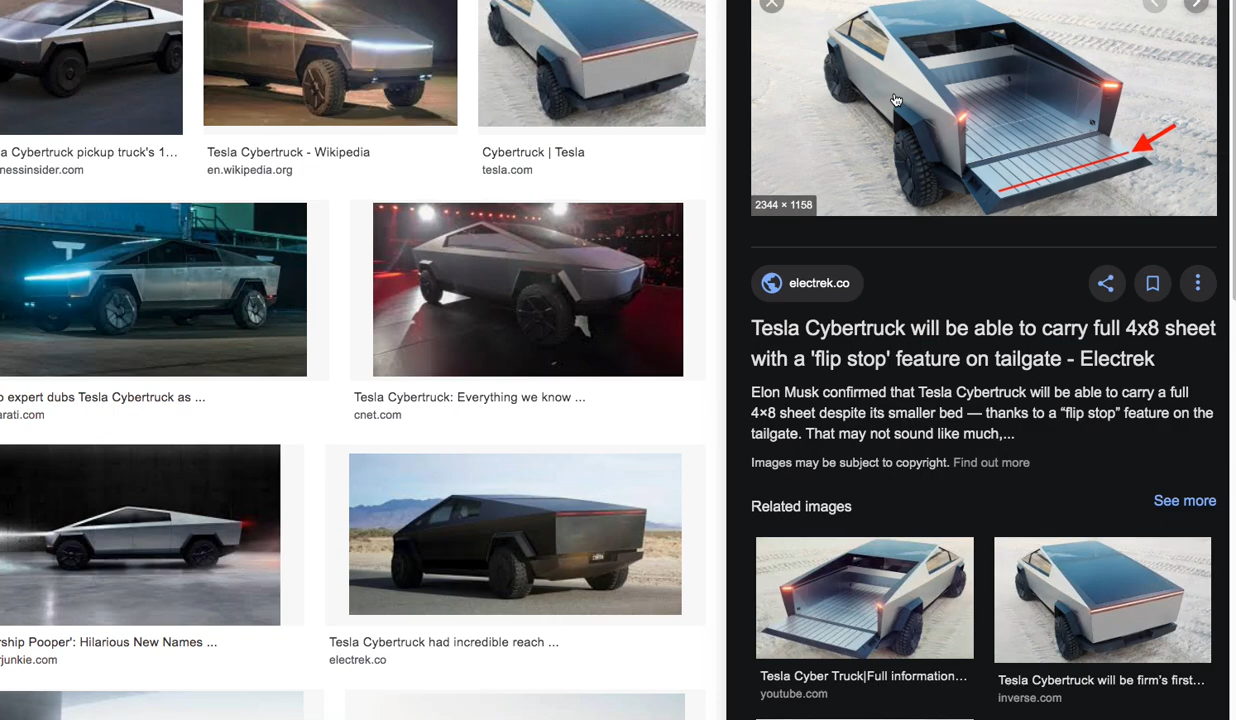 a Cybertruck pickup truck's 1...
nessinsider.com
Tesla Cybertruck - Wikipedia
en.wikipedia.org
Cybertruck | Tesla
tesla.com
expert dubs Tesla Cybertruck as ...
arati.com
Tesla Cybertruck: Everything we know ...
cnet.com
rship Pooper': Hilarious New Names ...
rjunkie.com
Tesla Cybertruck had incredible reach ...
electrek.co
2344 × 1158
electrek.co
Tesla Cybertruck will be able to carry full 4x8 sheet
with a 'flip stop' feature on tailgate - Electrek
Elon Musk confirmed that Tesla Cybertruck will be able to carry a full
4×8 sheet despite its smaller bed — thanks to a “flip stop” feature on the
tailgate. That may not sound like much,...
Images may be subject to copyright. Find out more
Related images
See more
Tesla Cyber Truck|Full information...
youtube.com
Tesla Cybertruck will be firm's first...
inverse.com